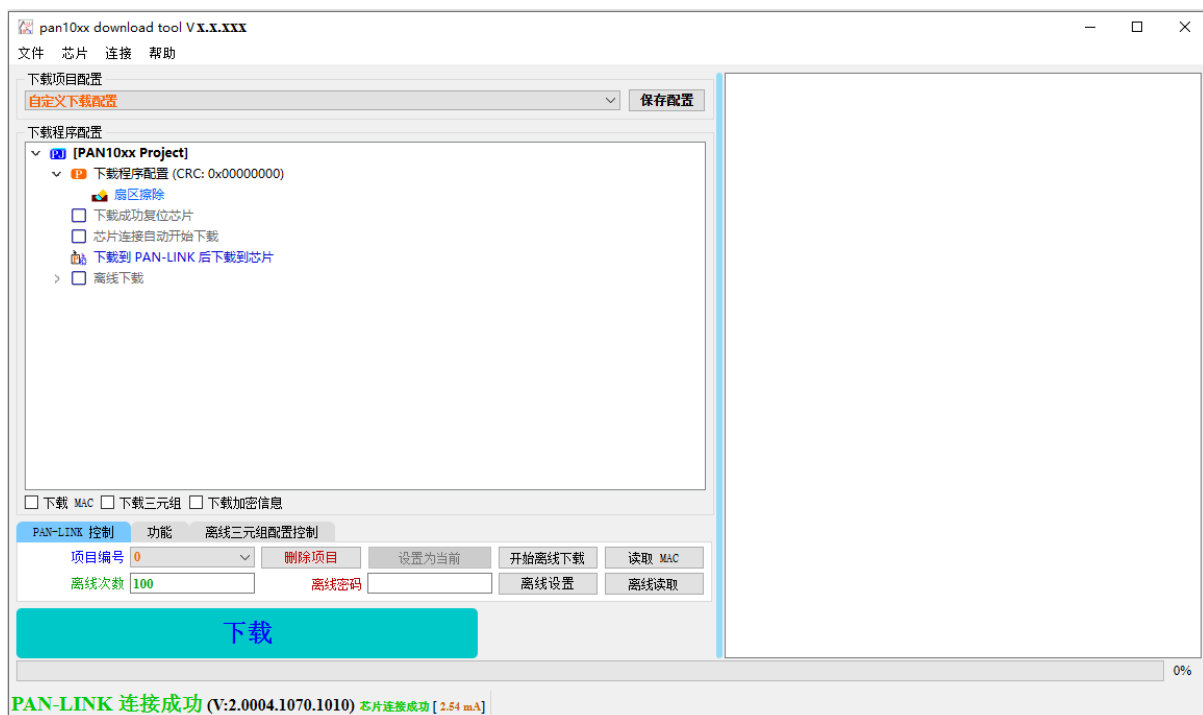 pan10xx download tool V x.x.xxx
文件 芯片 连接 帮助
下载项目配置
自定义下载配置 保存配置
下载程序配置
[PAN10xx Project]
下载程序配置 (CRC: 0x00000000)
扇区擦除
下载成功复位芯片
芯片连接自动开始下载
下载到 PAN-LINK 后下载到芯片
离线下载
下载 MAC 下载三元组 下载加密信息
PAN-LINK 控制 功能 离线三元组配置控制
项目编号 0 删除项目 设置为当前 开始离线下载 读取 MAC
离线次数 100 离线密码 离线设置 离线读取
下载
0%
PAN-LINK 连接成功 (V:2.0004.1070.1010) 芯片连接成功 [ 2.54 mA]